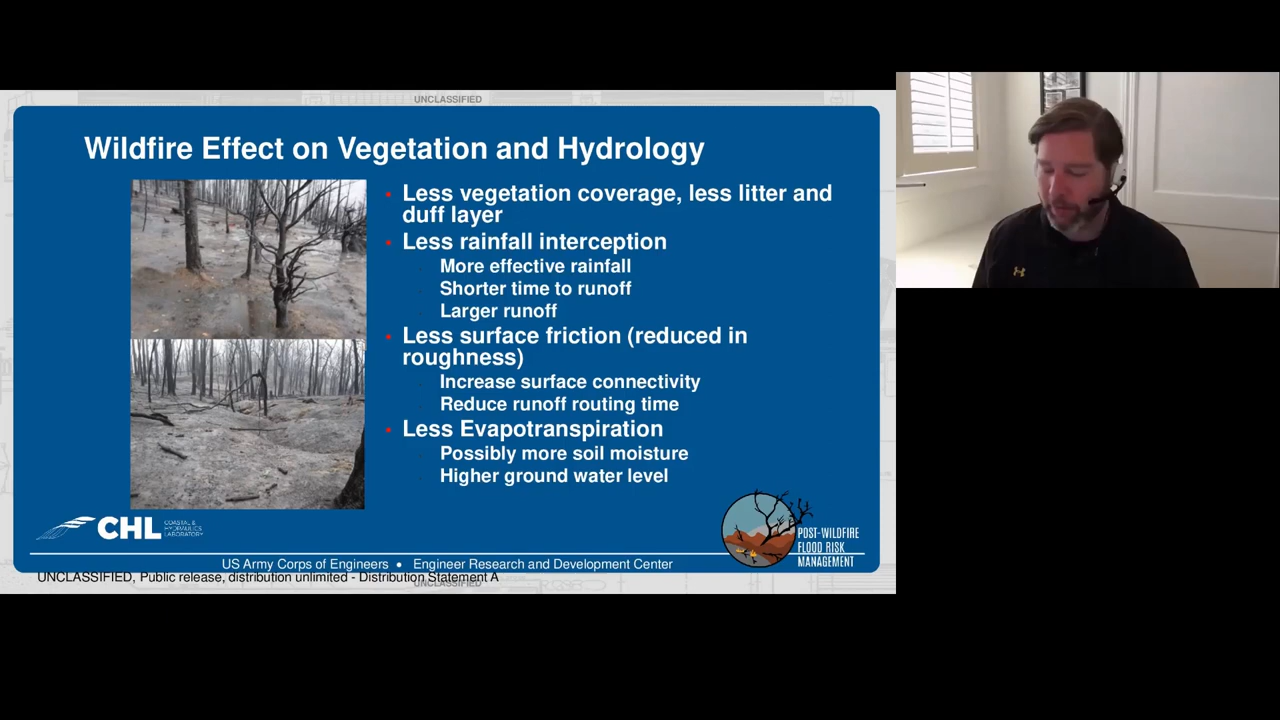 UNCLASSIFIED
Wildfire Effect on Vegetation and Hydrology
Less vegetation coverage, less litter and
duff layer
Less rainfall interception
More effective rainfall
Shorter time to runoff
Larger runoff
Less surface friction (reduced in
roughness)
Increase surface connectivity
Reduce runoff routing time
Less Evapotranspiration
Possibly more soil moisture
Higher ground water level
CHL
COASTAL &
HYDRAULICS
LABORATORY
POST-WILDFIRE
FLOOD RISK
MANAGEMENT
US Army Corps of Engineers • Engineer Research and Development Center
UNCLASSIFIED, Public release, distribution unlimited - Distribution Statement A
UNCLASSIFIED